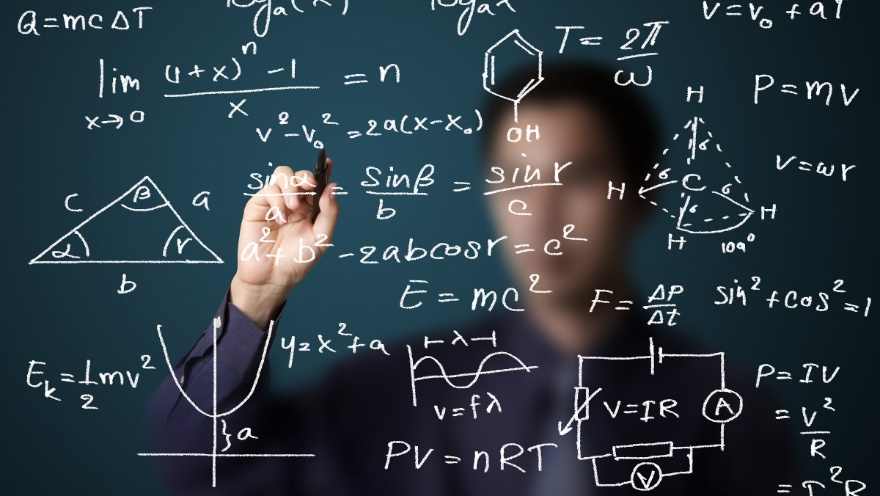 a=mcΔT
v=v₀+at
lim x→0 (1+x)ⁿ-1 / x = n
T=2π/ω
P=mv
OH
v²-v₀²=2a(x-x₀)
H
sinα/a = sinβ/b = sinr/c
v=ωr
H
C
H
H
σ
σ
σ
109°
c
β
a
α
r
b
a²+b²-2abcosr=c²
E=mc²
F=ΔP/Δt
sin²+cos²=1
y=x²+a
λ
v=fλ
V=IR
A
V
P=IV
=V²/R
Eₖ=1/2mv²
a
PV=nRT